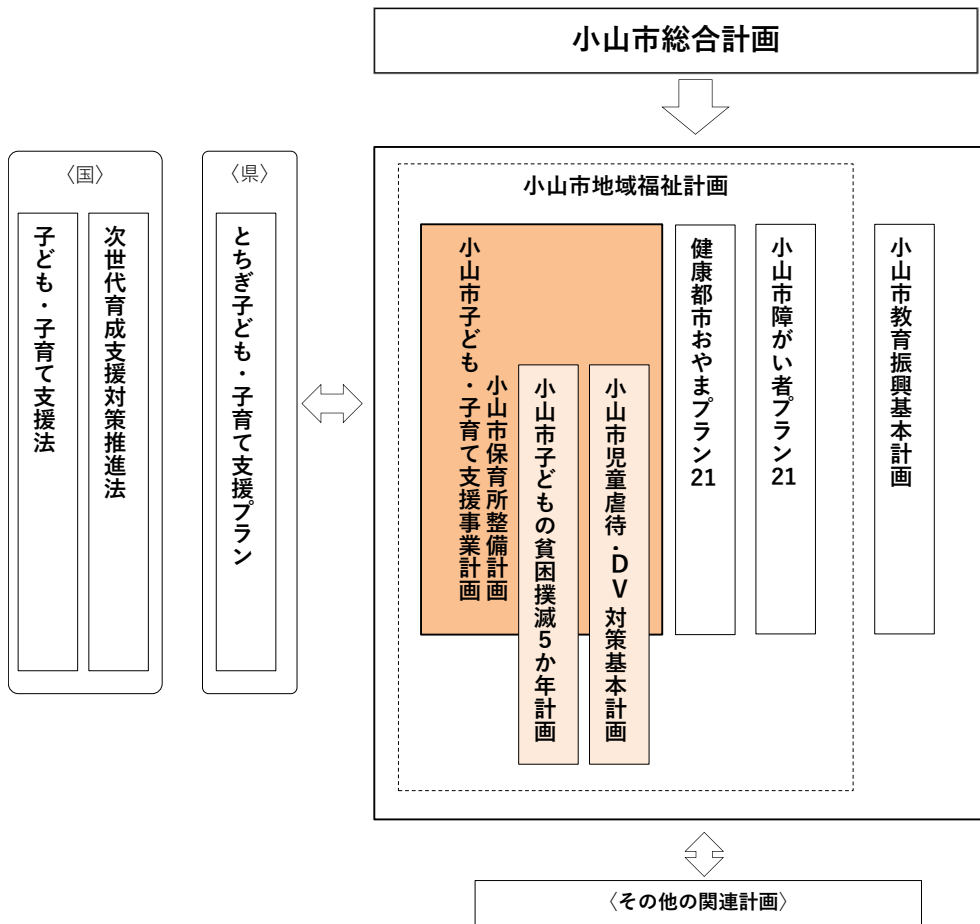 小山市総合計画
〈国〉
子ども・子育て支援法
次世代育成支援対策推進法
〈県〉
とちぎ子ども・子育て支援プラン
小山市地域福祉計画
小山市子ども・子育て支援事業計画
小山市保育所整備計画
小山市子どもの貧困撲滅5か年計画
小山市児童虐待・DV対策基本計画
健康都市おやまプラン21
小山市障がい者プラン21
小山市教育振興基本計画
〈その他の関連計画〉